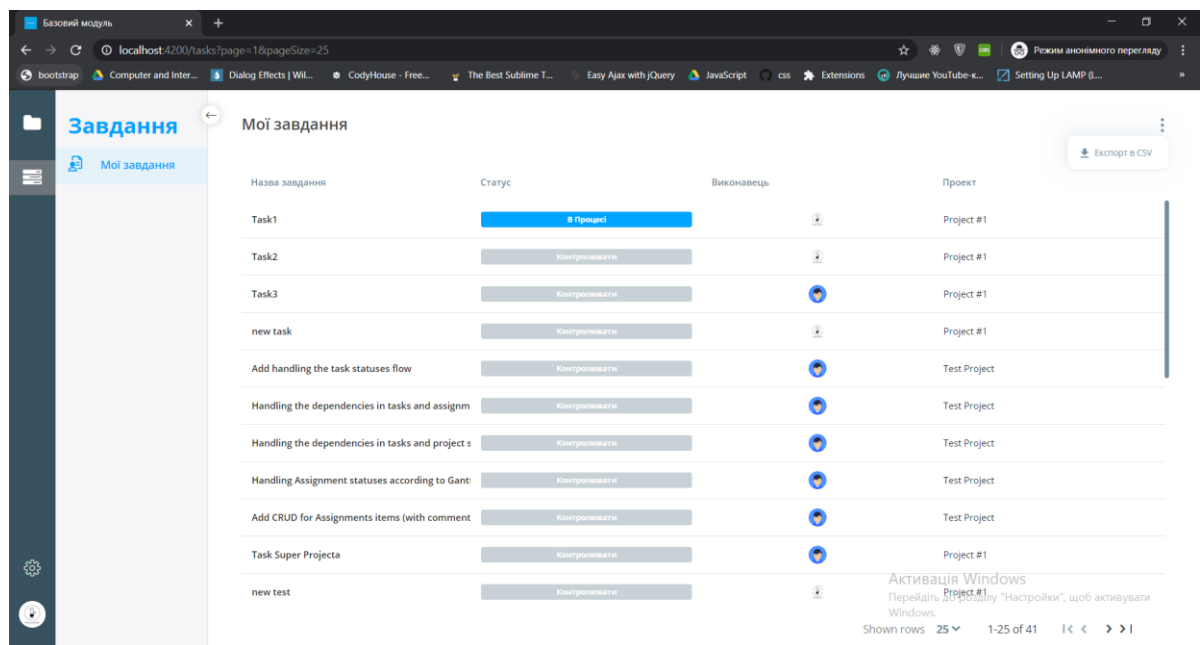 Базовий модуль
localhost:4200/tasks?page=1&pageSize=25
Режим анонімного перегляду
bootstrap Computer and Inter... Dialog Effects | Wil... CodyHouse - Free... The Best Sublime T... Easy Ajax with jQuery JavaScript css Extensions Лучшие YouTube-к... Setting Up LAMP (L...
Завдання
Мої завдання
Мої завдання
Експорт в CSV
Назва завдання Статус Виконавець Проект
Task1 В Процесі Project #1
Task2 Контролювати Project #1
Task3 Контролювати Project #1
new task Контролювати Project #1
Add handling the task statuses flow Контролювати Test Project
Handling the dependencies in tasks and assignm Контролювати Test Project
Handling the dependencies in tasks and project s Контролювати Test Project
Handling Assignment statuses according to Gant Контролювати Test Project
Add CRUD for Assignments items (with comment Контролювати Test Project
Task Super Projecta Контролювати Project #1
new test Контролювати Project #1
Активація Windows
Перейдіть до розділу "Настройки", щоб активувати
Windows.
Shown rows 25 1-25 of 41